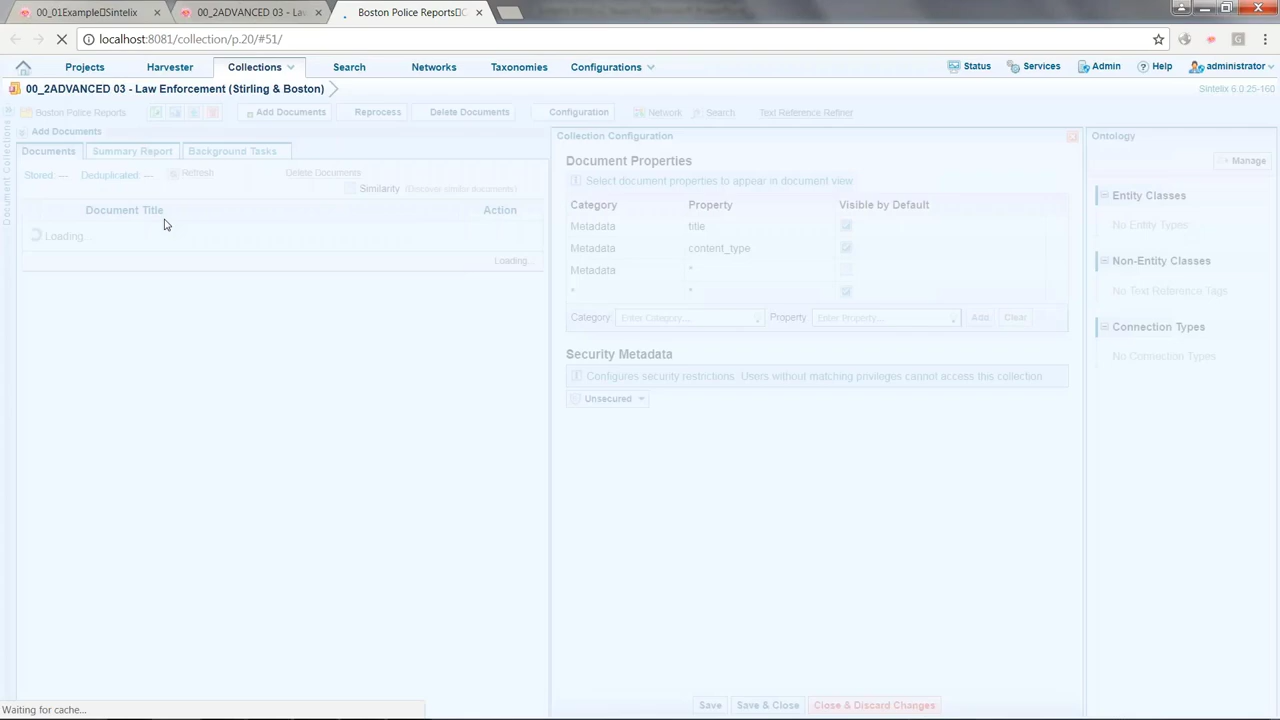 00_01Example▯Sintelix
00_2ADVANCED 03 - Law
Boston Police Reports▯C
localhost:8081/collection/p.20/#51/
Projects
Harvester
Collections
Search
Networks
Taxonomies
Configurations
Status
Services
Admin
Help
administrator
00_2ADVANCED 03 - Law Enforcement (Stirling & Boston)
Sintelix 6.0.25-160
Document Collections
Boston Police Reports
Add Documents
Reprocess
Delete Documents
Configuration
Network
Search
Text Reference Refiner
Add Documents
Documents
Summary Report
Background Tasks
Stored ---
Deduplicated ---
Refresh
Delete Documents
Similarity (Discover similar documents)
Document Title
Action
Loading
Loading...
Collection Configuration
Document Properties
Select document properties to appear in document view
Category Property Visible by Default
Metadata title
Metadata content_type
Metadata *
* *
Category: Enter Category... Property Enter Property... Add Clear
Security Metadata
Configures security restrictions. Users without matching privileges cannot access this collection
Unsecured
Save
Save & Close
Close & Discard Changes
Ontology
Manage
Entity Classes
No Entity Types
Non-Entity Classes
No Text Reference Tags
Connection Types
No Connection Types
Waiting for cache...